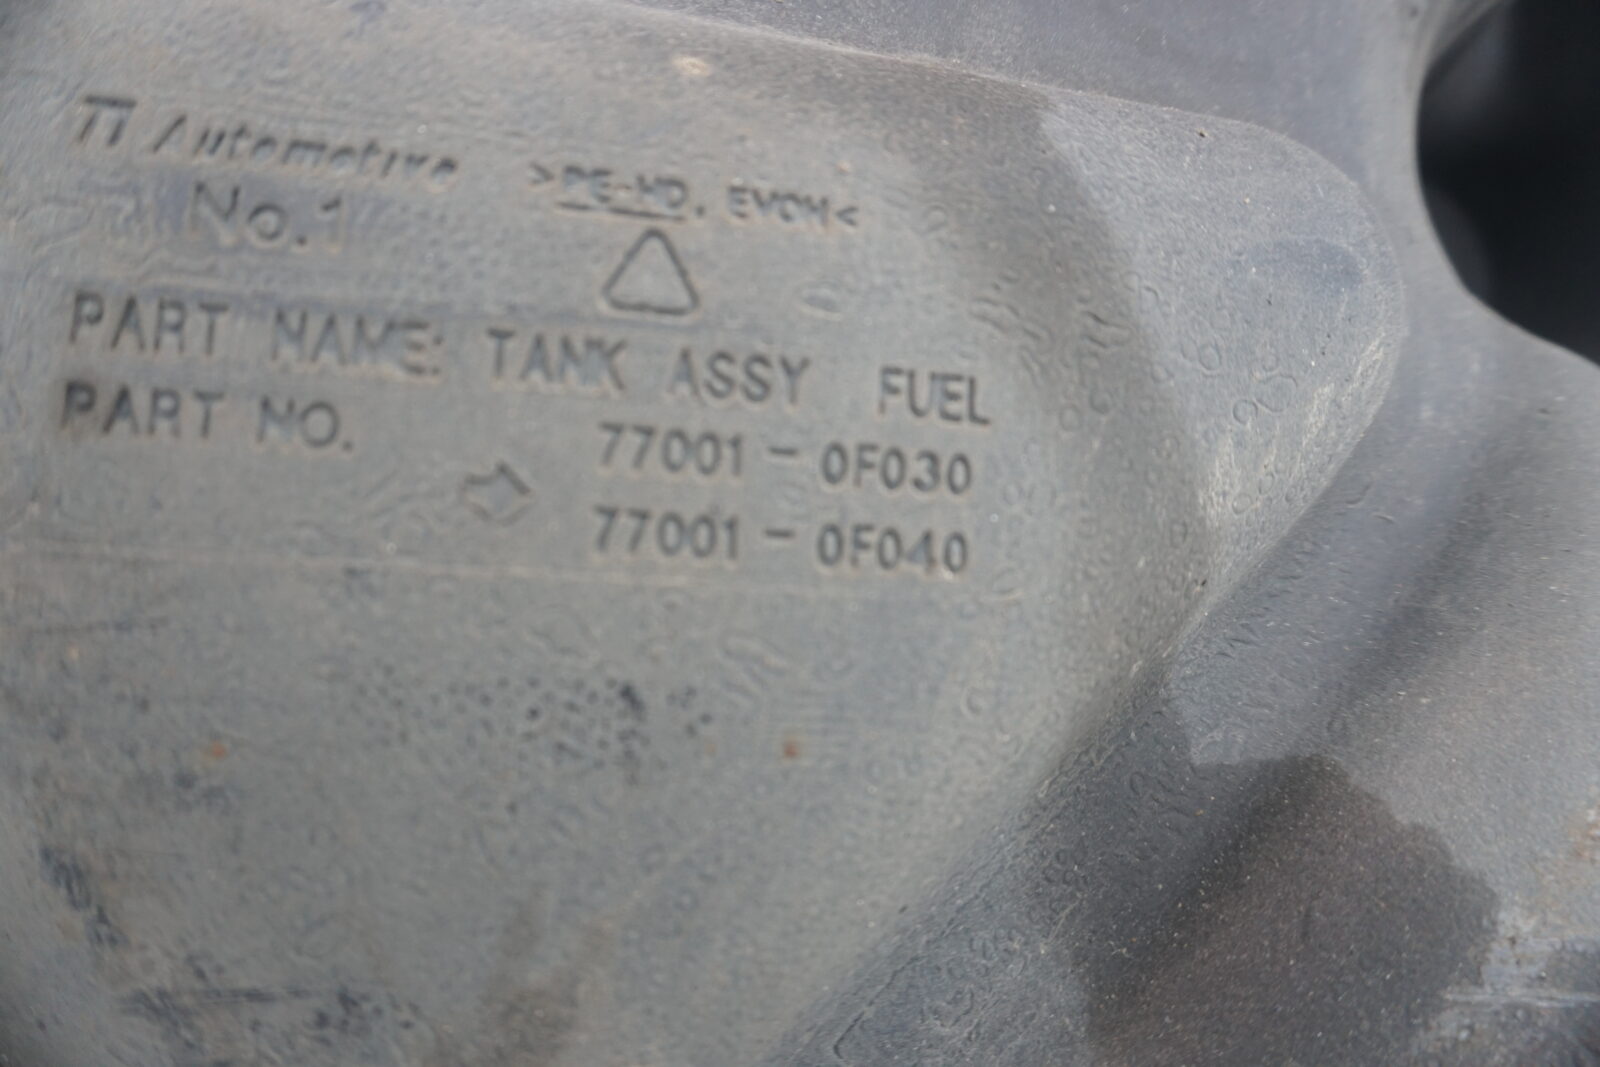 TI Automotive >PE-HD, EVOH<
No.1
PART NAME: TANK ASSY FUEL
PART NO. 77001-0F030
77001-0F040